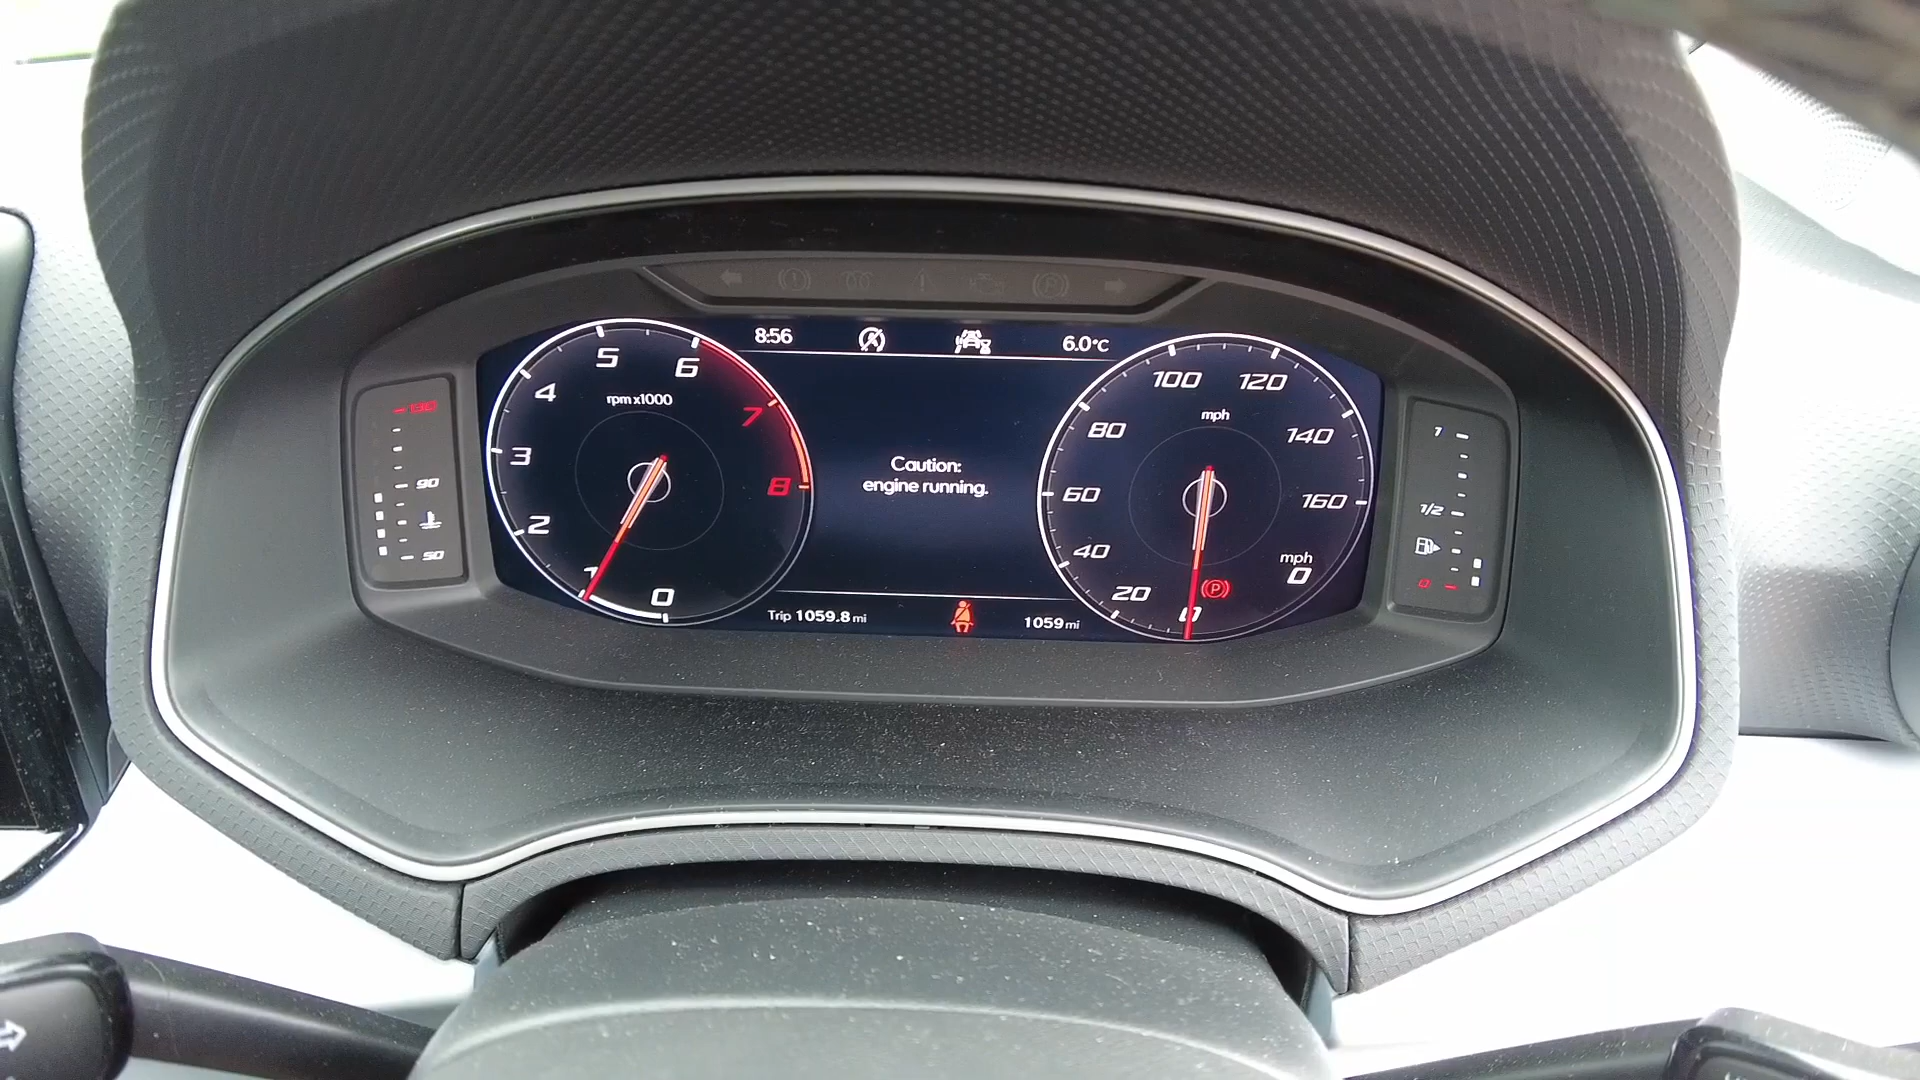 8:56
6.0°C
5
6
4
rpm x1000
7
3
8
2
1
0
130
90
50
Caution:
engine running.
100
120
mph
80
140
60
160
40
mph
0
20
0
P
1
1/2
0
Trip 1059.8 mi
1059 mi